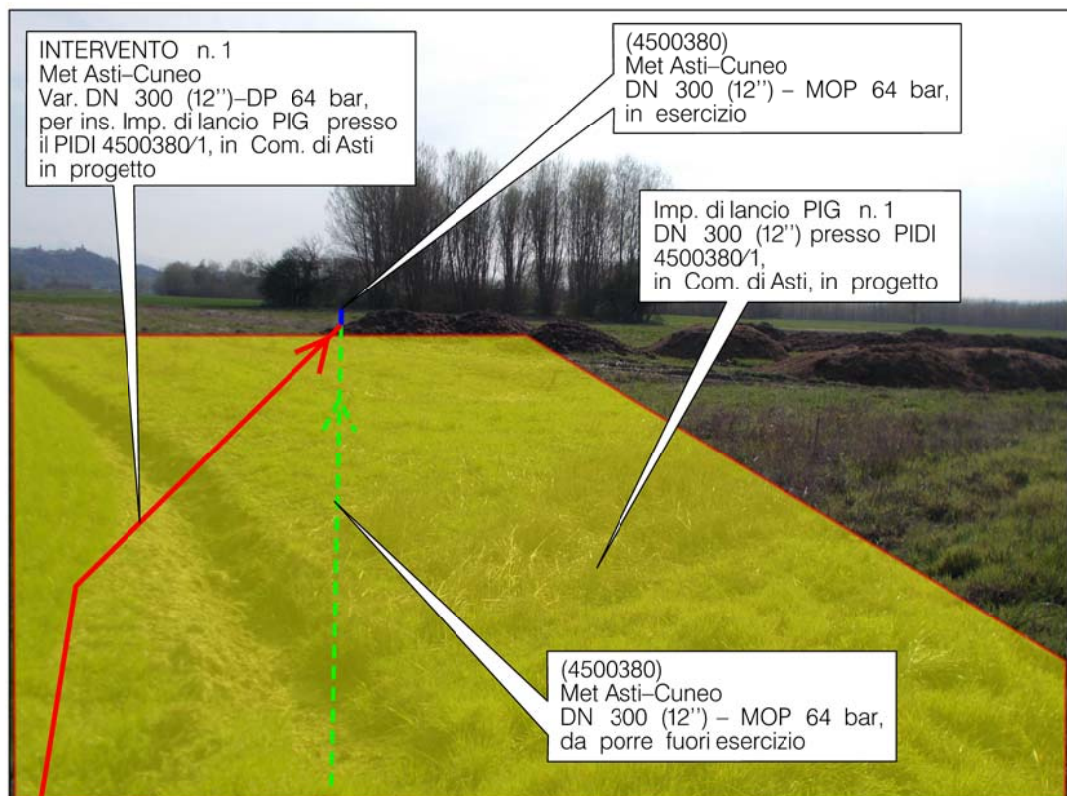 INTERVENTO n. 1
Met Asti–Cuneo
Var. DN 300 (12'')–DP 64 bar,
per ins. Imp. di lancio PIG presso
il PIDI 4500380/1, in Com. di Asti
in progetto
(4500380)
Met Asti–Cuneo
DN 300 (12'') – MOP 64 bar,
in esercizio
Imp. di lancio PIG n. 1
DN 300 (12'') presso PIDI
4500380/1,
in Com. di Asti, in progetto
(4500380)
Met Asti–Cuneo
DN 300 (12'') – MOP 64 bar,
da porre fuori esercizio